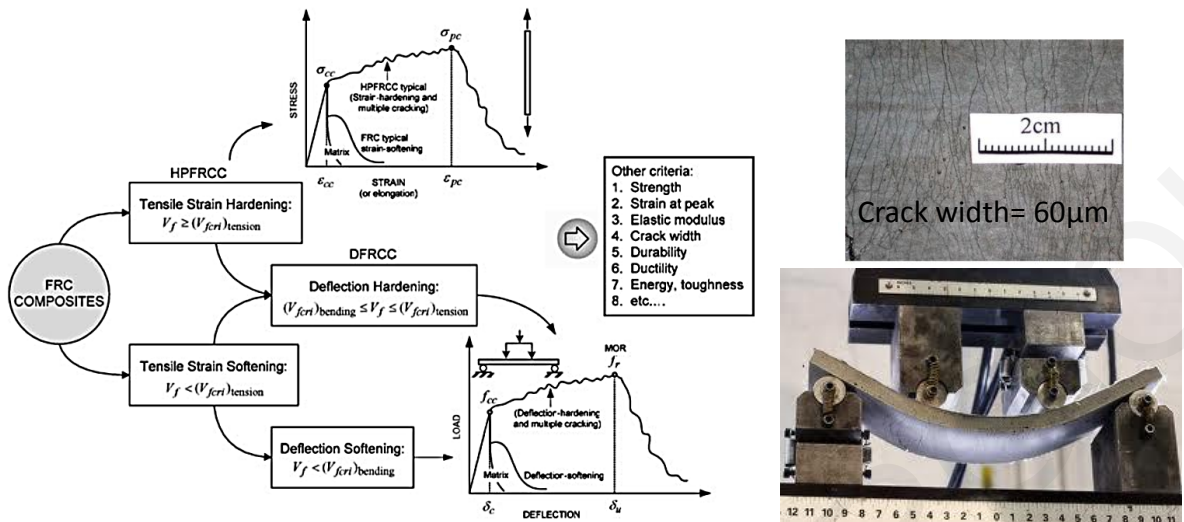 σcc
σpc
HPFRCC typical
(Strain-hardening and
multiple cracking)
FRC typical
strain-softening
Matrix
STRESS
εcc
STRAIN
(or elongation)
εpc
HPFRCC
Tensile Strain Hardening:
Vf ≥ (Vfcri)tension
FRC
COMPOSITES
DFRCC
Deflection Hardening:
(Vfcri)bending ≤ Vf ≤ (Vfcri)tension
Tensile Strain Softening:
Vf < (Vfcri)tension
Deflection Softening:
Vf < (Vfcri)bending
Other criteria:
1. Strength
2. Strain at peak
3. Elastic modulus
4. Crack width
5. Durability
6. Ductility
7. Energy, toughness
8. etc....
MOR
fr
fcc
(Deflection-hardening
and multiple cracking)
Deflection-softening
Matrix
LOAD
δc
δu
DEFLECTION
2cm
Crack width= 60μm
12 11 10 9 8 7 6 5 4 3 2 1 0 1 2 3 4 5 6 7 8 9 10 11